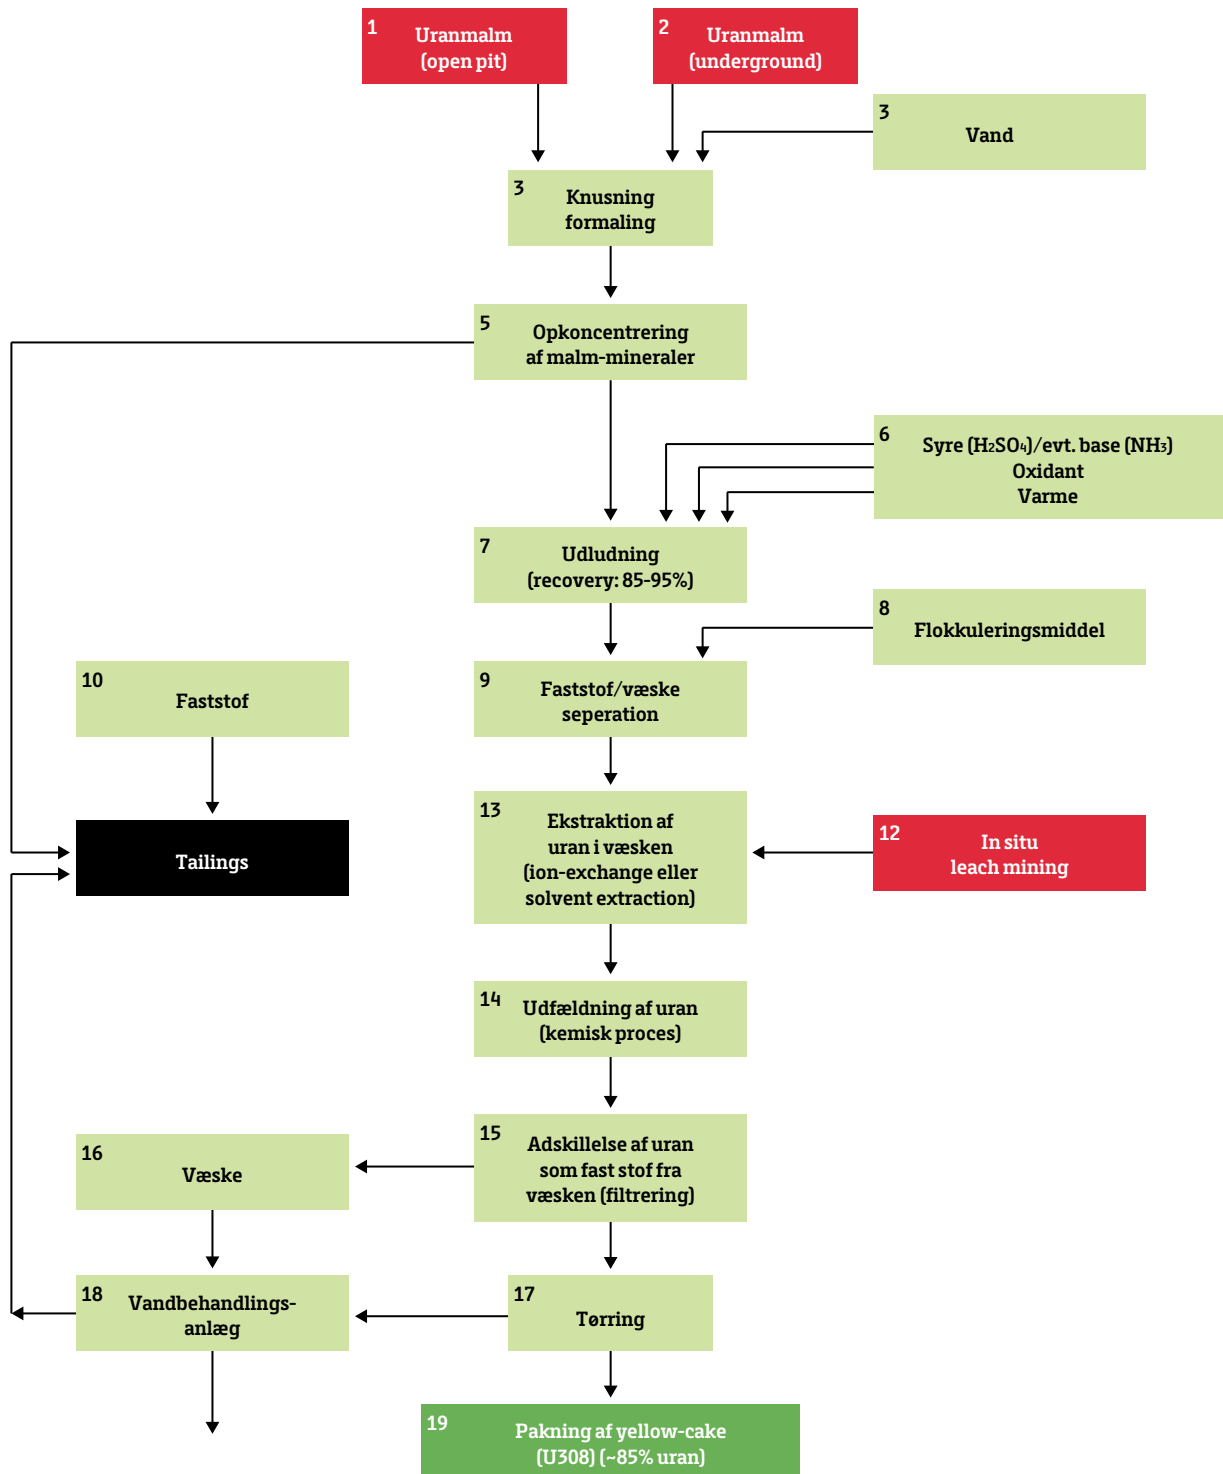 1
Uranmalm
(open pit)
2
Uranmalm
(underground)
3
Vand
3
Knusning
formaling
5
Opkoncentrering
af malm-mineraler
6
Syre (H₂SO₄)/evt. base (NH₃)
Oxidant
Varme
7
Udludning
(recovery: 85-95%)
8
Flokkuleringsmiddel
9
Faststof/væske
seperation
10
Faststof
Tailings
13
Ekstraktion af
uran i væsken
(ion-exchange eller
solvent extraction)
12
In situ
leach mining
14
Udfældning af uran
(kemisk proces)
15
Adskillelse af uran
som fast stof fra
væsken (filtrering)
16
Væske
18
Vandbehandlings-
anlæg
17
Tørring
19
Pakning af yellow-cake
(U308) (~85% uran)